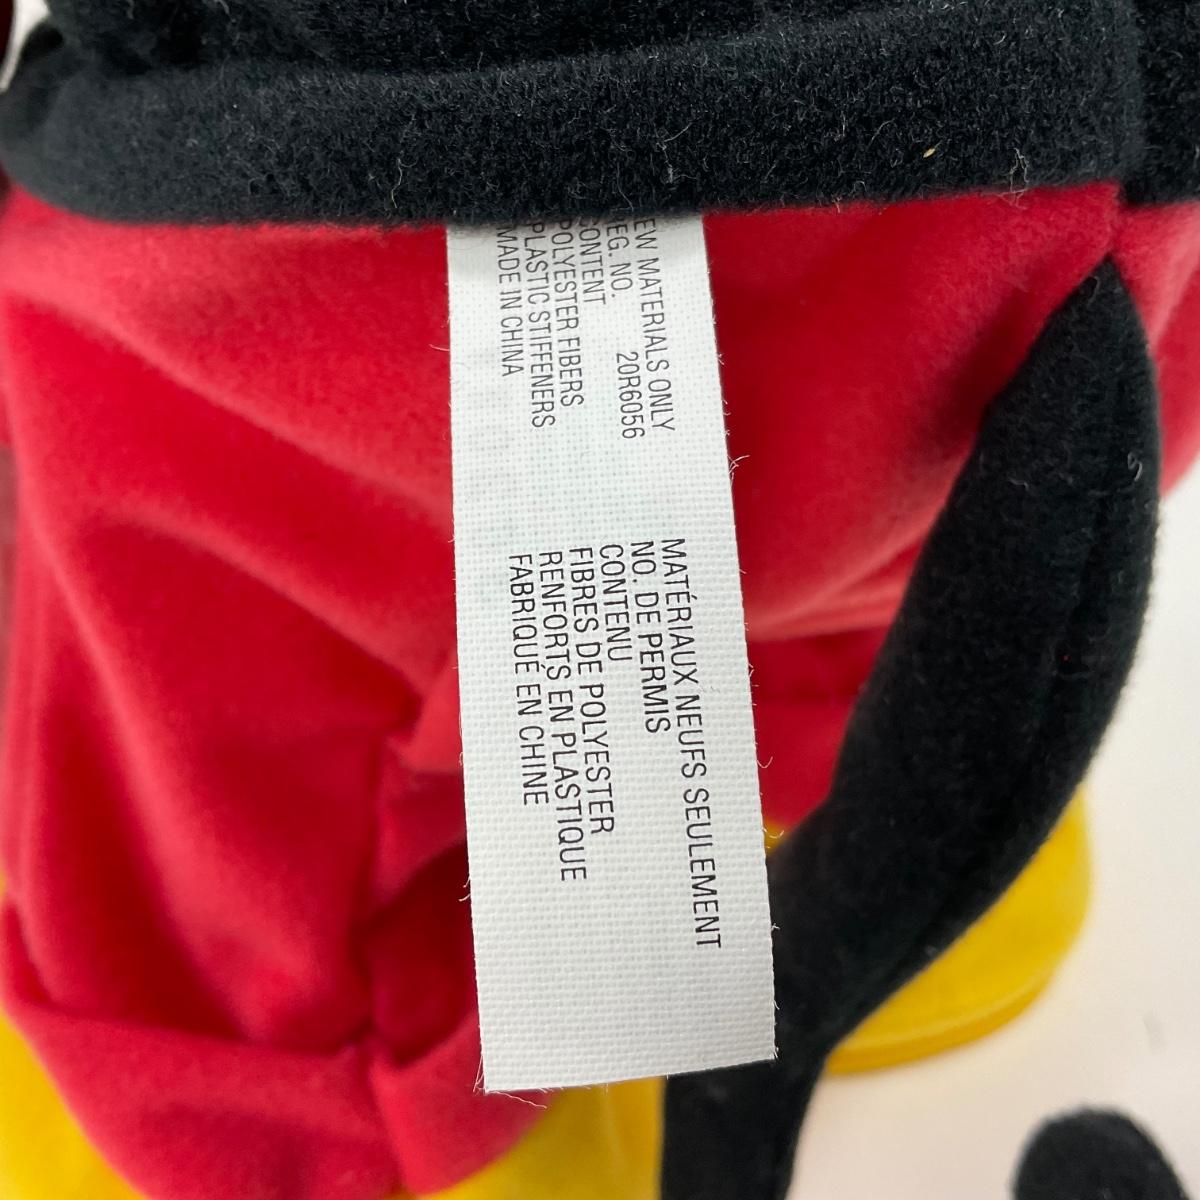 EW MATERIALS ONLY
EG. NO. 20R6056
CONTENT
POLYESTER FIBERS
PLASTIC STIFFENERS
MADE IN CHINA
MATÉRIAUX NEUFS SEULEMENT
NO. DE PERMIS
CONTENU
FIBRES DE POLYESTER
RENFORTS EN PLASTIQUE
FABRIQUÉ EN CHINE